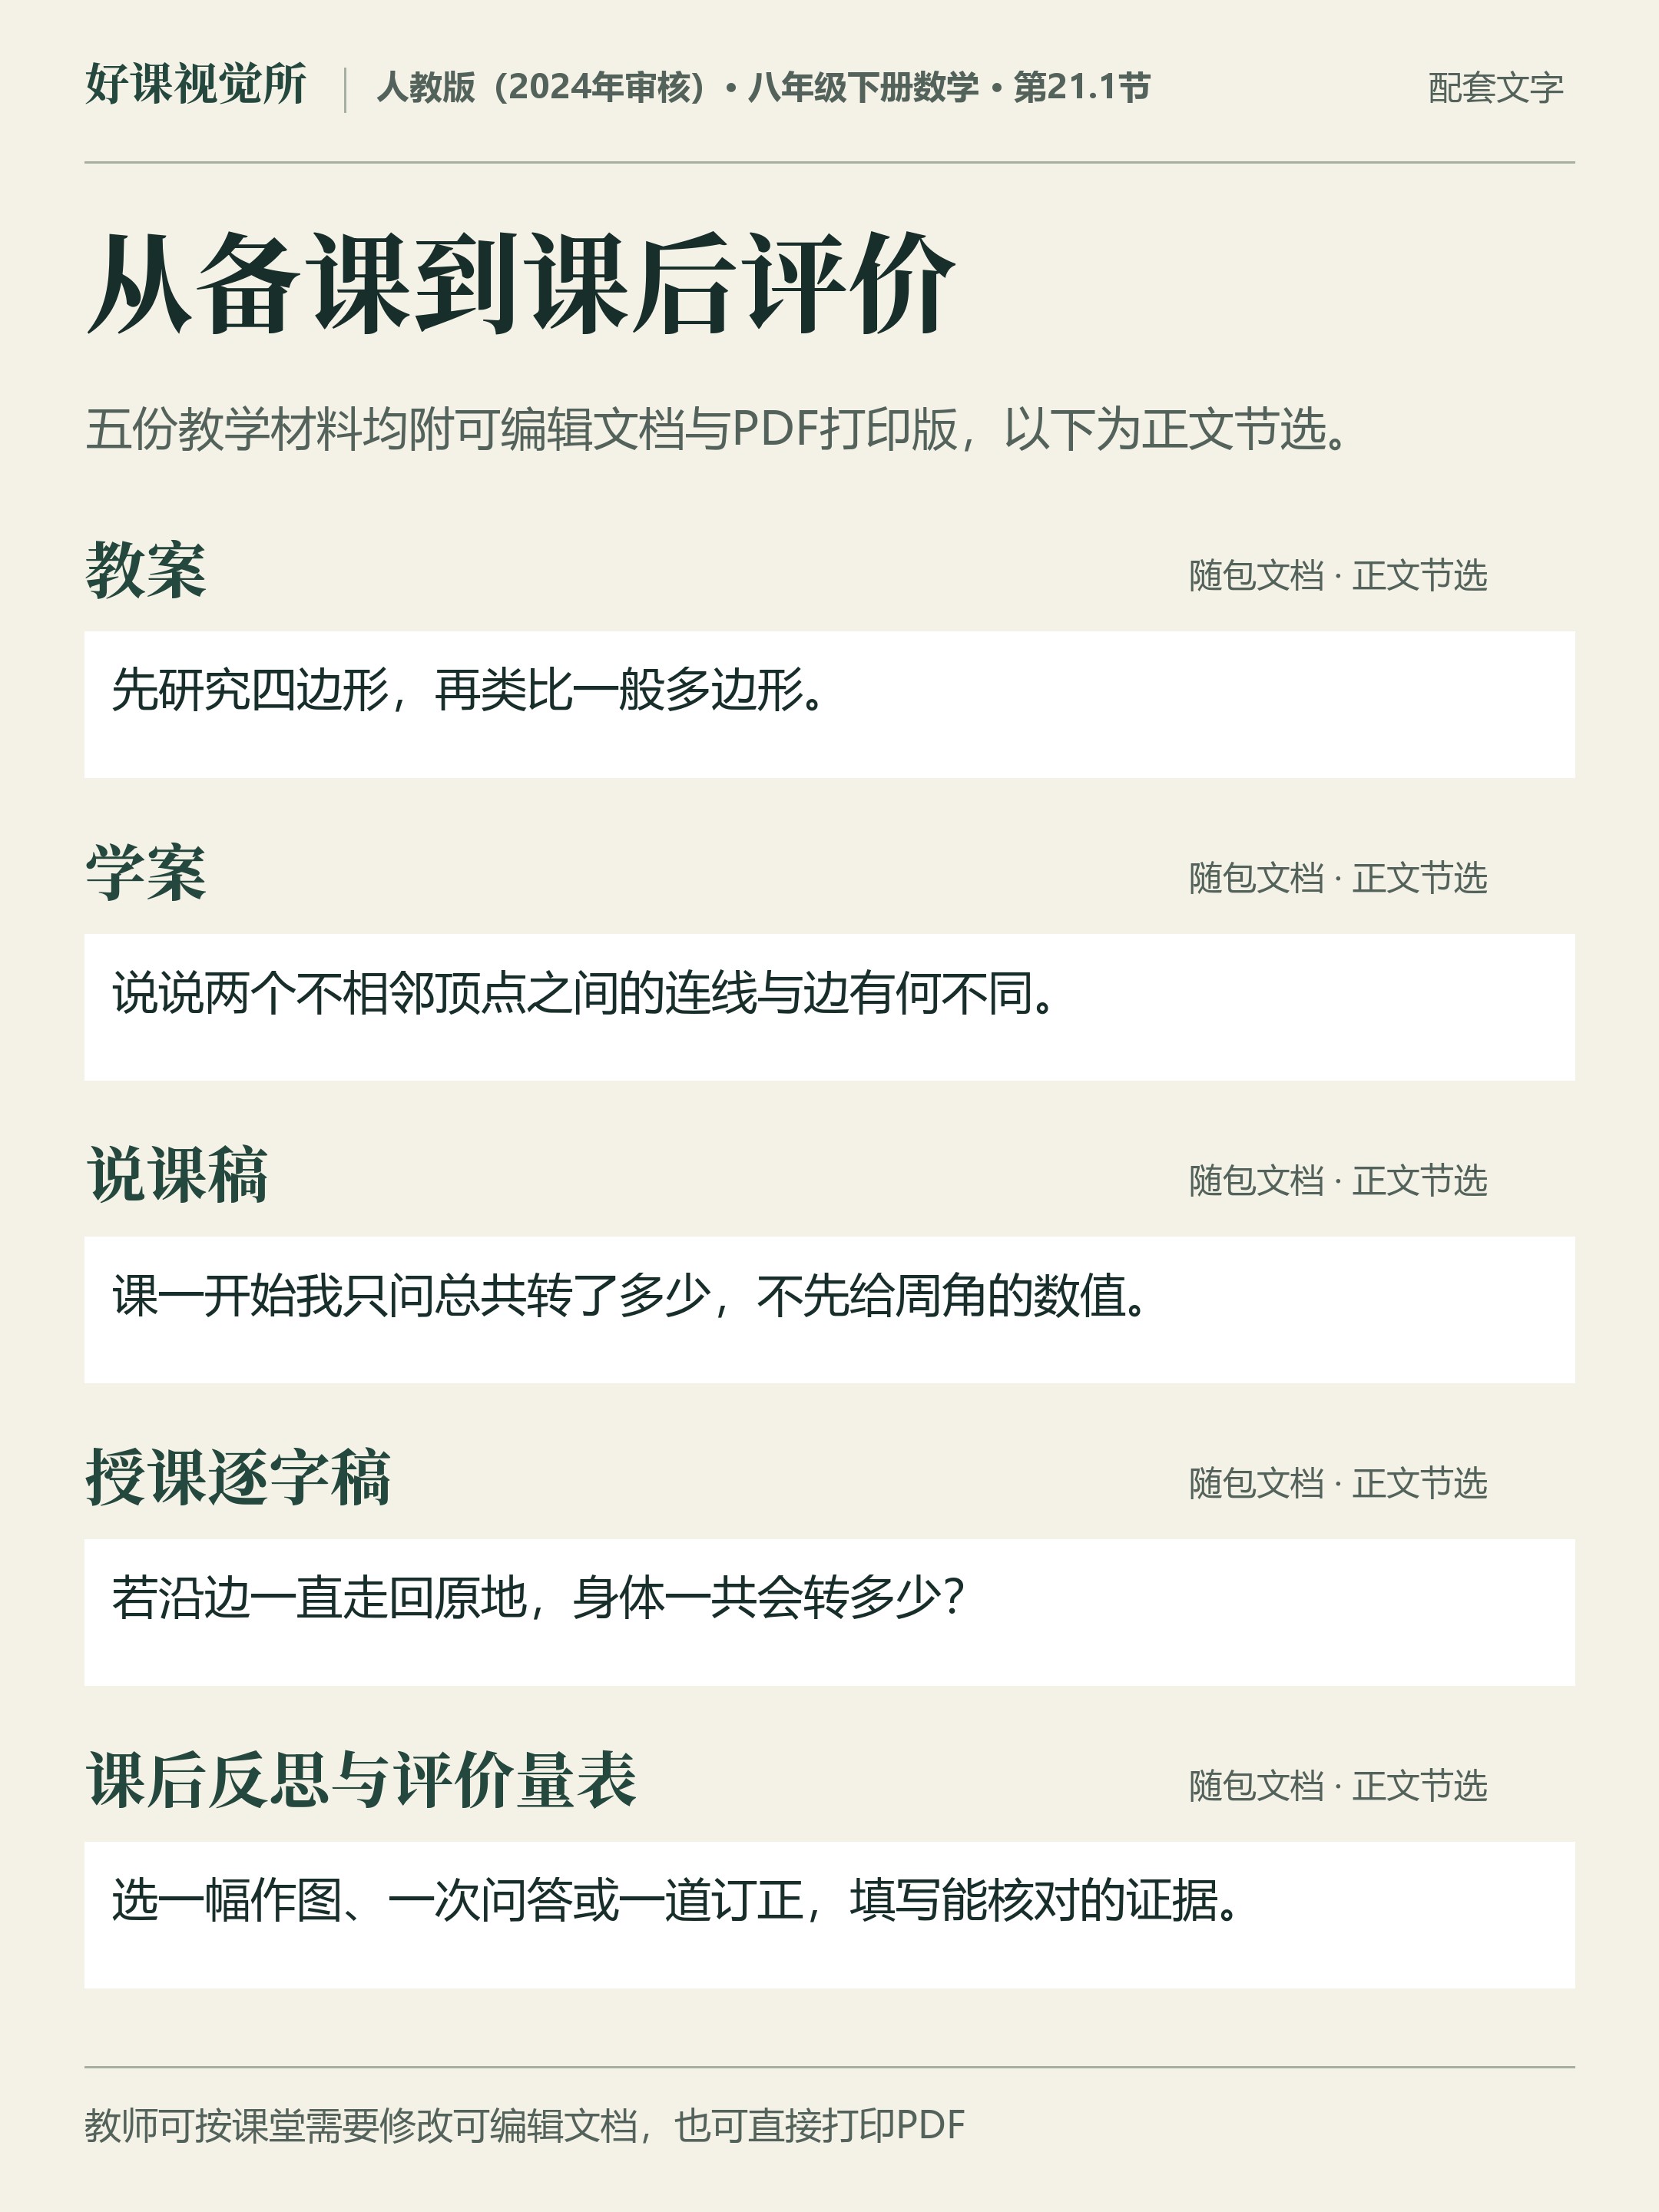 好课视觉所
人教版（2024年审核）• 八年级下册数学 • 第21.1节
配套文字
从备课到课后评价
五份教学材料均附可编辑文档与PDF打印版，以下为正文节选。
教案
随包文档 · 正文节选
先研究四边形，再类比一般多边形。
学案
随包文档 · 正文节选
说说两个不相邻顶点之间的连线与边有何不同。
说课稿
随包文档 · 正文节选
课一开始我只问总共转了多少，不先给周角的数值。
授课逐字稿
随包文档 · 正文节选
若沿边一直走回原地，身体一共会转多少？
课后反思与评价量表
随包文档 · 正文节选
选一幅作图、一次问答或一道订正，填写能核对的证据。
教师可按课堂需要修改可编辑文档，也可直接打印PDF